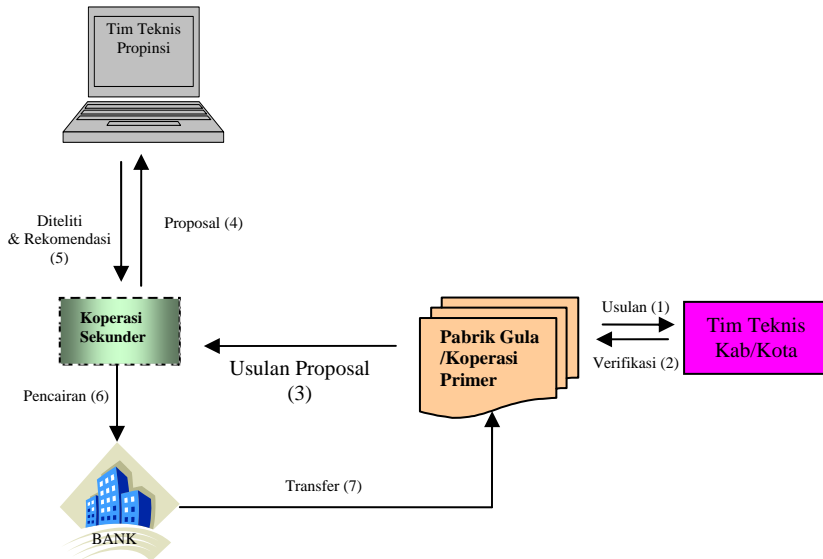 Tim Teknis
Propinsi
Diteliti
& Rekomendasi
(5)
Proposal (4)
Koperasi
Sekunder
Usulan Proposal
(3)
Pabrik Gula
/Koperasi
Primer
Usulan (1)
Verifikasi (2)
Tim Teknis
Kab/Kota
Pencairan (6)
Transfer (7)
BANK